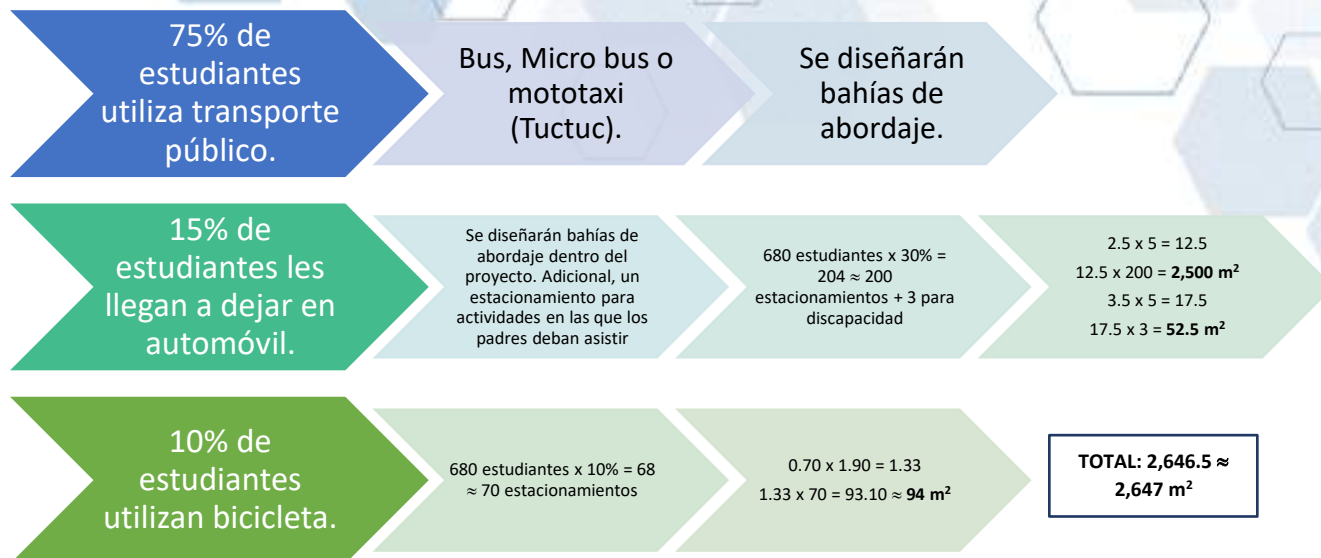 75% de
estudiantes
utiliza transporte
público.
Bus, Micro bus o
mototaxi
(Tuctuc).
Se diseñarán
bahías de
abordaje.
15% de
estudiantes les
llegan a dejar en
automóvil.
Se diseñarán bahías de
abordaje dentro del
proyecto. Adicional, un
estacionamiento para
actividades en las que los
padres deban asistir
680 estudiantes x 30% =
204 ≈ 200
estacionamientos + 3 para
discapacidad
2.5 x 5 = 12.5
12.5 x 200 = 2,500 m²
3.5 x 5 = 17.5
17.5 x 3 = 52.5 m²
10% de
estudiantes
utilizan bicicleta.
680 estudiantes x 10% = 68
≈ 70 estacionamientos
0.70 x 1.90 = 1.33
1.33 x 70 = 93.10 ≈ 94 m²
TOTAL: 2,646.5 ≈
2,647 m²